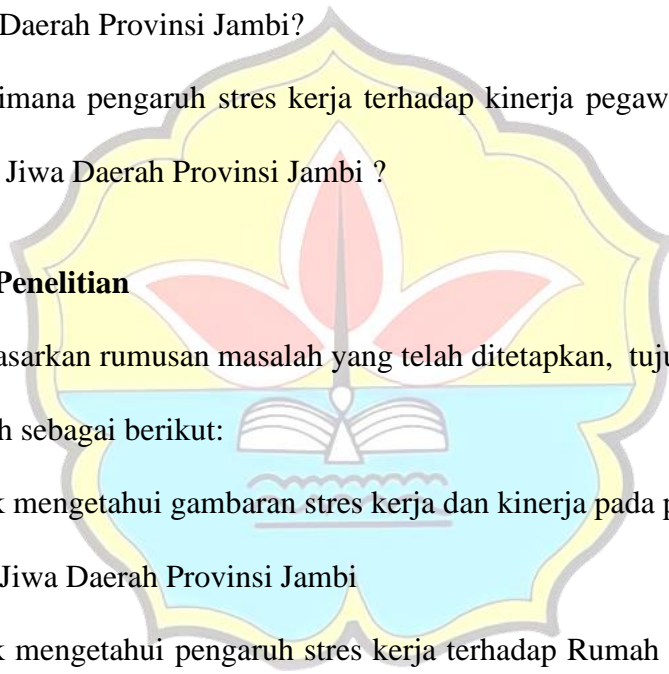 Daerah Provinsi Jambi?
imana pengaruh stres kerja terhadap kinerja pegaw
Jiwa Daerah Provinsi Jambi ?
Penelitian
asarkan rumusan masalah yang telah ditetapkan, tuju
h sebagai berikut:
k mengetahui gambaran stres kerja dan kinerja pada p
Jiwa Daerah Provinsi Jambi
k mengetahui pengaruh stres kerja terhadap Rumah